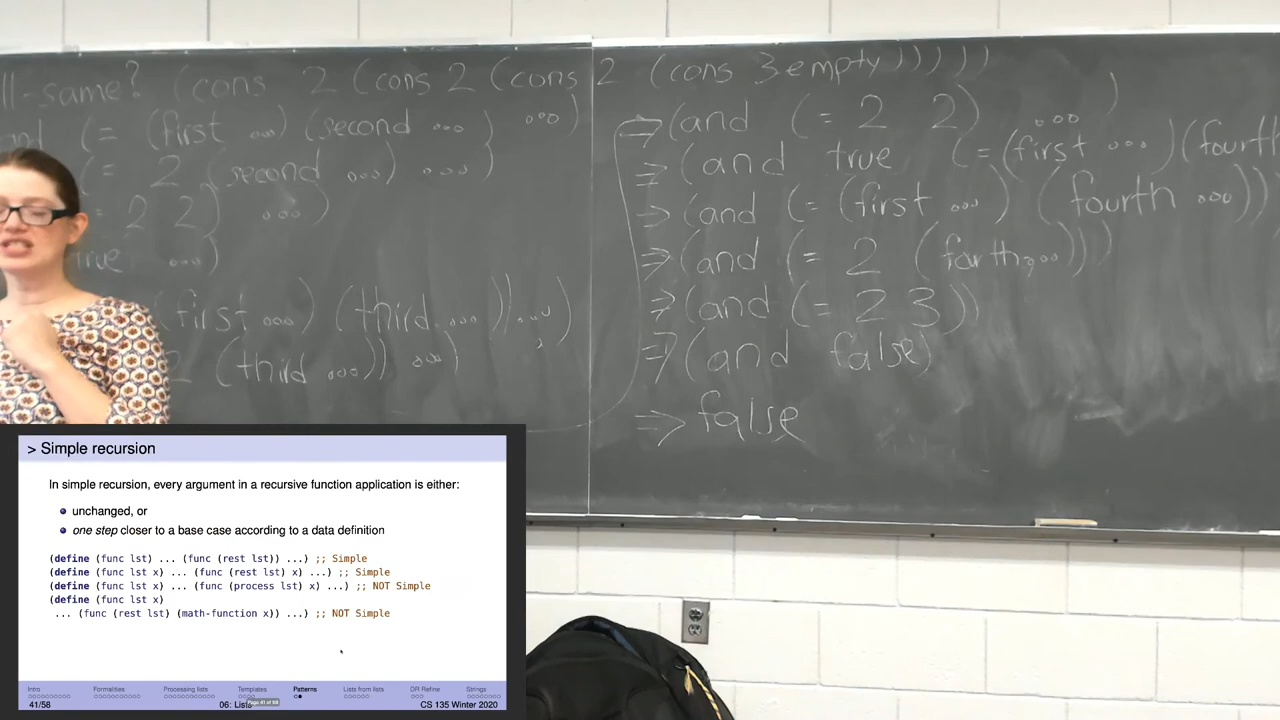 ll-same? (cons 2 (cons 2 (cons 2 (cons 3 empty)))))
and (= (first ...) (second ...) ...)
(= 2 (second ...) ...)
= 2 2) ...)
true ...)
(first ...) (third ...)) ...)
2 (third ...)) ...)
⇒ (and (= 2 2) ... )
⇒ (and true (= (first ...) (fourth
⇒ (and (= (first ...) (fourth ...)))
⇒ (and (= 2 (forth ...)))
⇒ (and (= 2 3))
⇒ (and false)
⇒ false
> Simple recursion
In simple recursion, every argument in a recursive function application is either:
unchanged, or
one step closer to a base case according to a data definition
(define (func lst) ... (func (rest lst)) ...) ;; Simple
(define (func lst x) ... (func (rest lst) x) ...) ;; Simple
(define (func lst x) ... (func (process lst) x) ...) ;; NOT Simple
(define (func lst x)
... (func (rest lst) (math-function x)) ...) ;; NOT Simple
Intro Formalities Processing lists Templates Patterns Lists from lists DR Refine Strings
41/58 06: Lists CS 135 Winter 2020